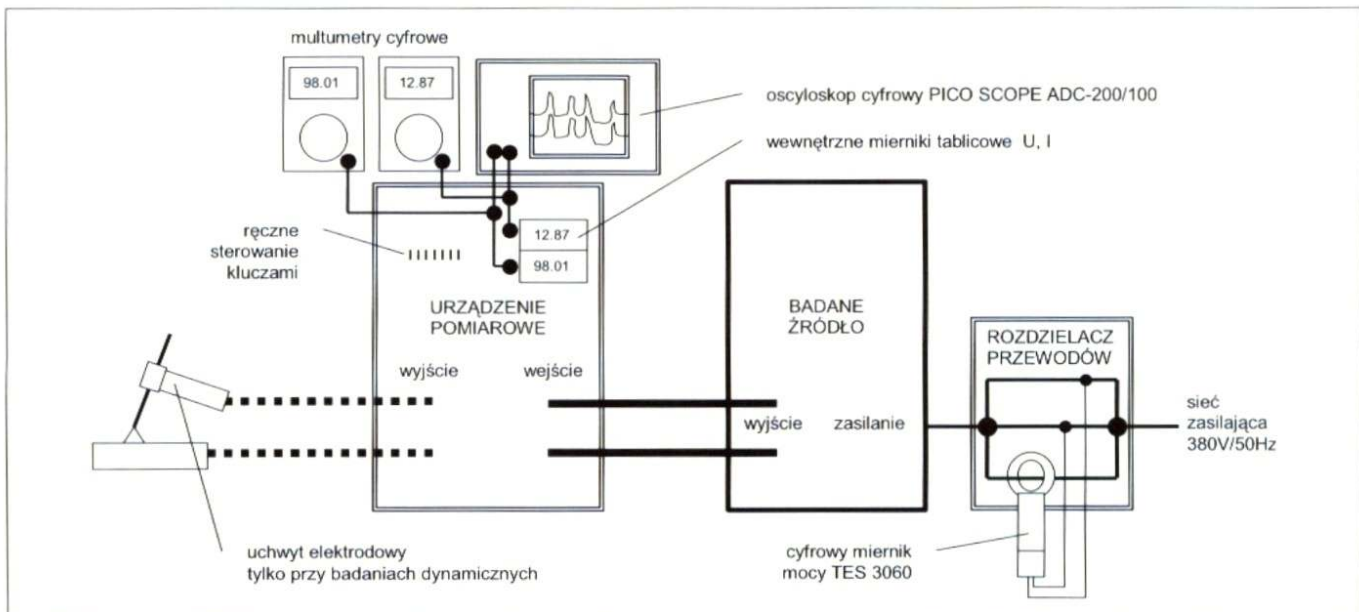 multumetry cyfrowe
98.01
12.87
oscyloskop cyfrowy PICO SCOPE ADC-200/100
wewnętrzne mierniki tablicowe U, I
ręczne
sterowanie
kluczami
12.87
98.01
URZĄDZENIE
POMIAROWE
wyjście
wejście
BADANE
ŹRÓDŁO
wyjście
zasilanie
ROZDZIELACZ
PRZEWODÓW
sieć
zasilająca
380V/50Hz
uchwyt elektrodowy
tylko przy badaniach dynamicznych
cyfrowy miernik
mocy TES 3060